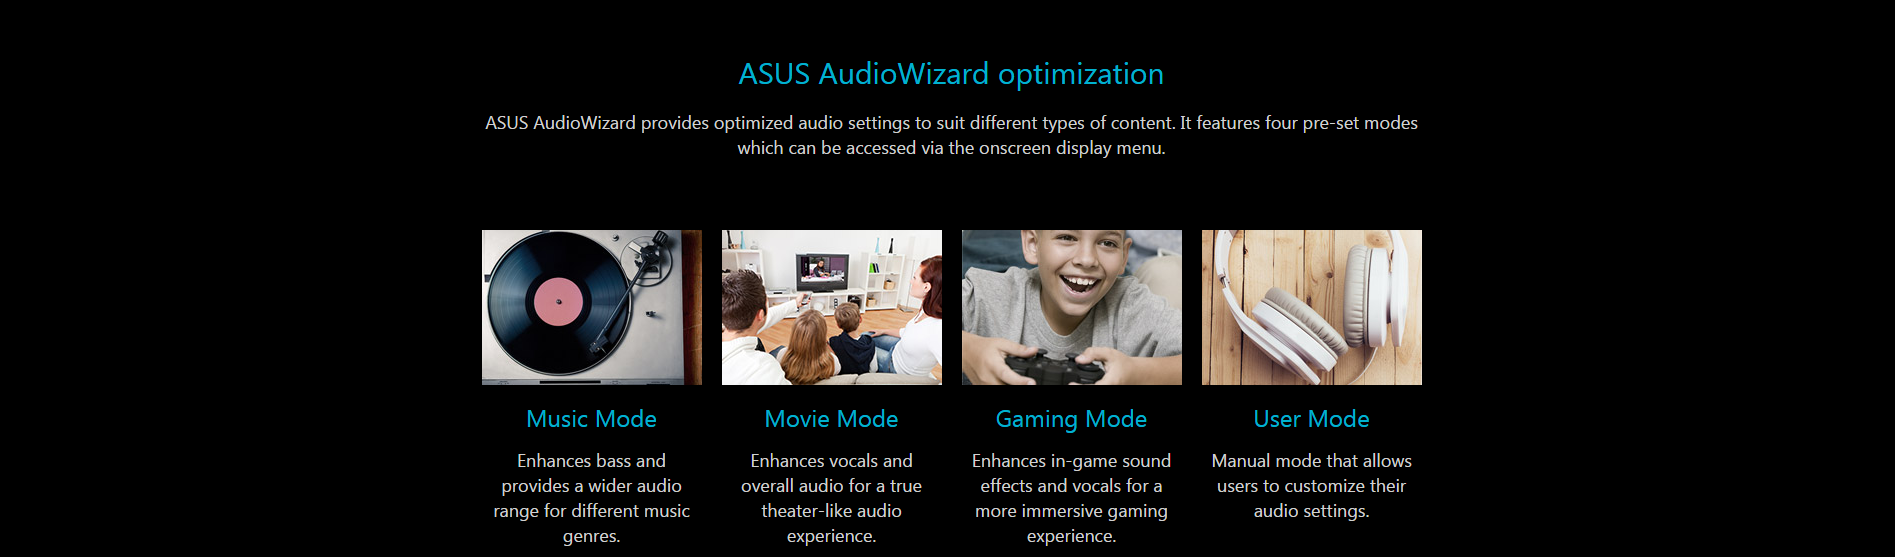 ASUS AudioWizard optimization
ASUS AudioWizard provides optimized audio settings to suit different types of content. It features four pre-set modes
which can be accessed via the onscreen display menu.
Music Mode
Enhances bass and
provides a wider audio
range for different music
genres.
Movie Mode
Enhances vocals and
overall audio for a true
theater-like audio
experience.
Gaming Mode
Enhances in-game sound
effects and vocals for a
more immersive gaming
experience.
User Mode
Manual mode that allows
users to customize their
audio settings.